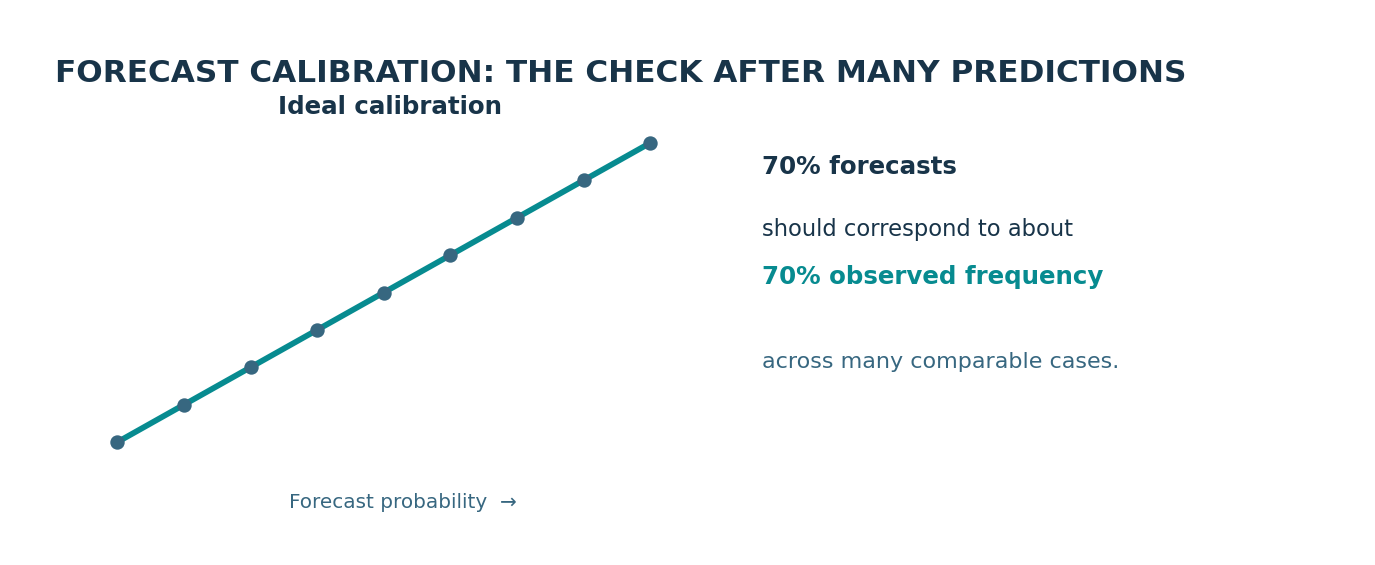 FORECAST CALIBRATION: THE CHECK AFTER MANY PREDICTIONS
Ideal calibration
70% forecasts
should correspond to about
70% observed frequency
across many comparable cases.
Forecast probability →